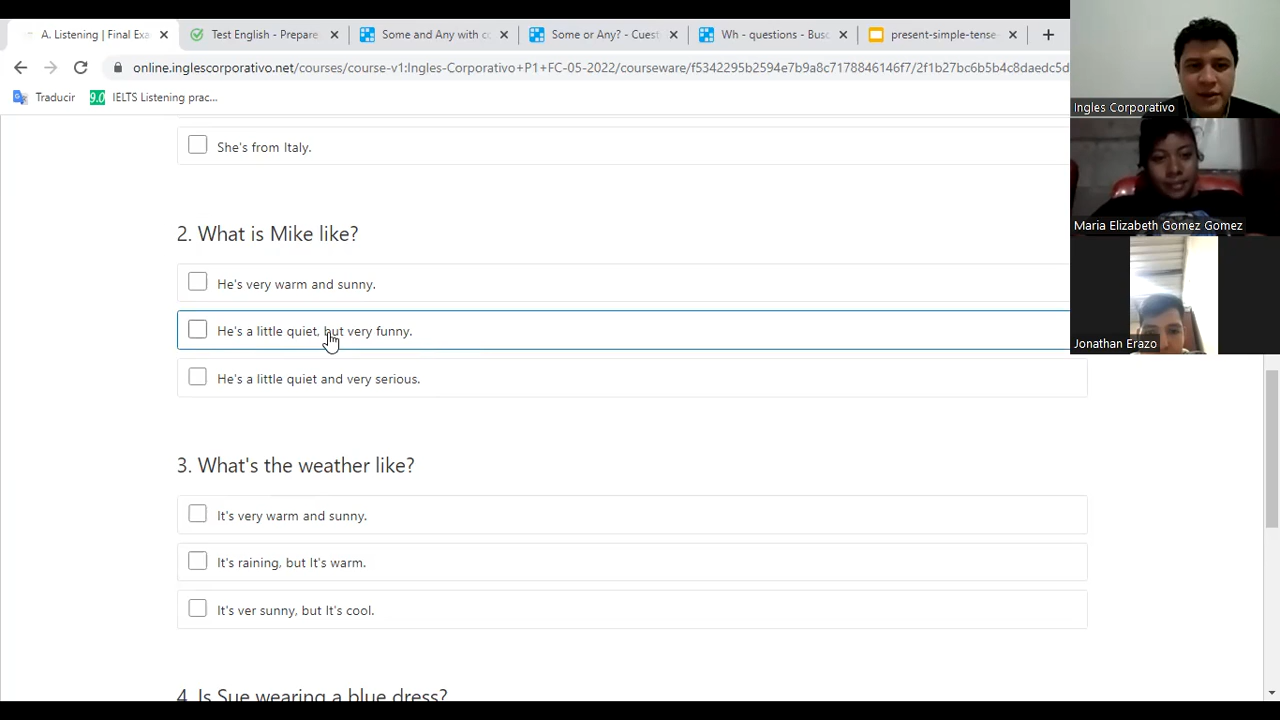 A. Listening | Final Exa
Test English - Prepare
Some and Any with co
Some or Any? - Cuest
Wh - questions - Busc
present-simple-tense
online.inglescorporativo.net/courses/course-v1:Ingles-Corporativo+P1+FC-05-2022/courseware/f5342295b2594e7b9a8c7178846146f7/2f1b27bc6b5b4c8daedc5d
Traducir
9.0 IELTS Listening prac...
Ingles Corporativo
Maria Elizabeth Gomez Gomez
Jonathan Erazo
She's from Italy.
2. What is Mike like?
He's very warm and sunny.
He's a little quiet, but very funny.
He's a little quiet and very serious.
3. What's the weather like?
It's very warm and sunny.
It's raining, but It's warm.
It's ver sunny, but It's cool.
4. Is Sue wearing a blue dress?